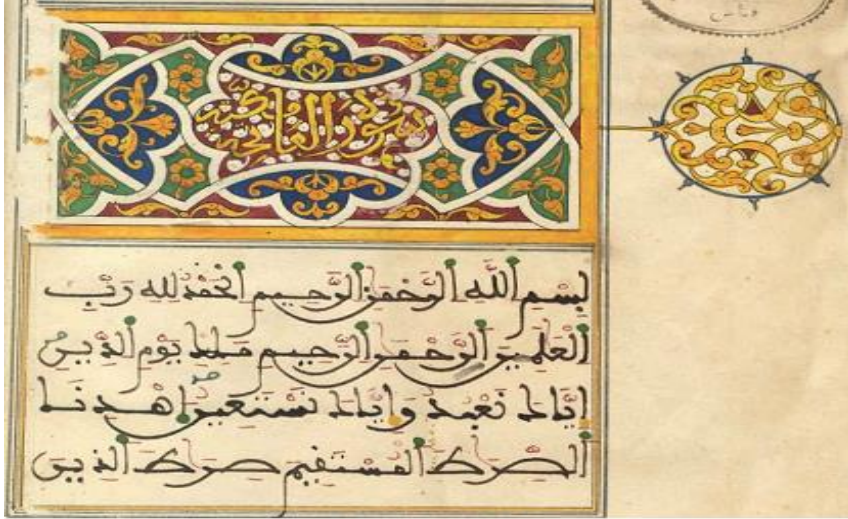 سورة الفاتحة
بسم الله الرحمن الرحيم الحمد لله رب
العلمين الرحمن الرحيم ملك يوم الدين
اياك نعبد واياك نستعين اهدنا
الصرط المستقيم صرط الذين